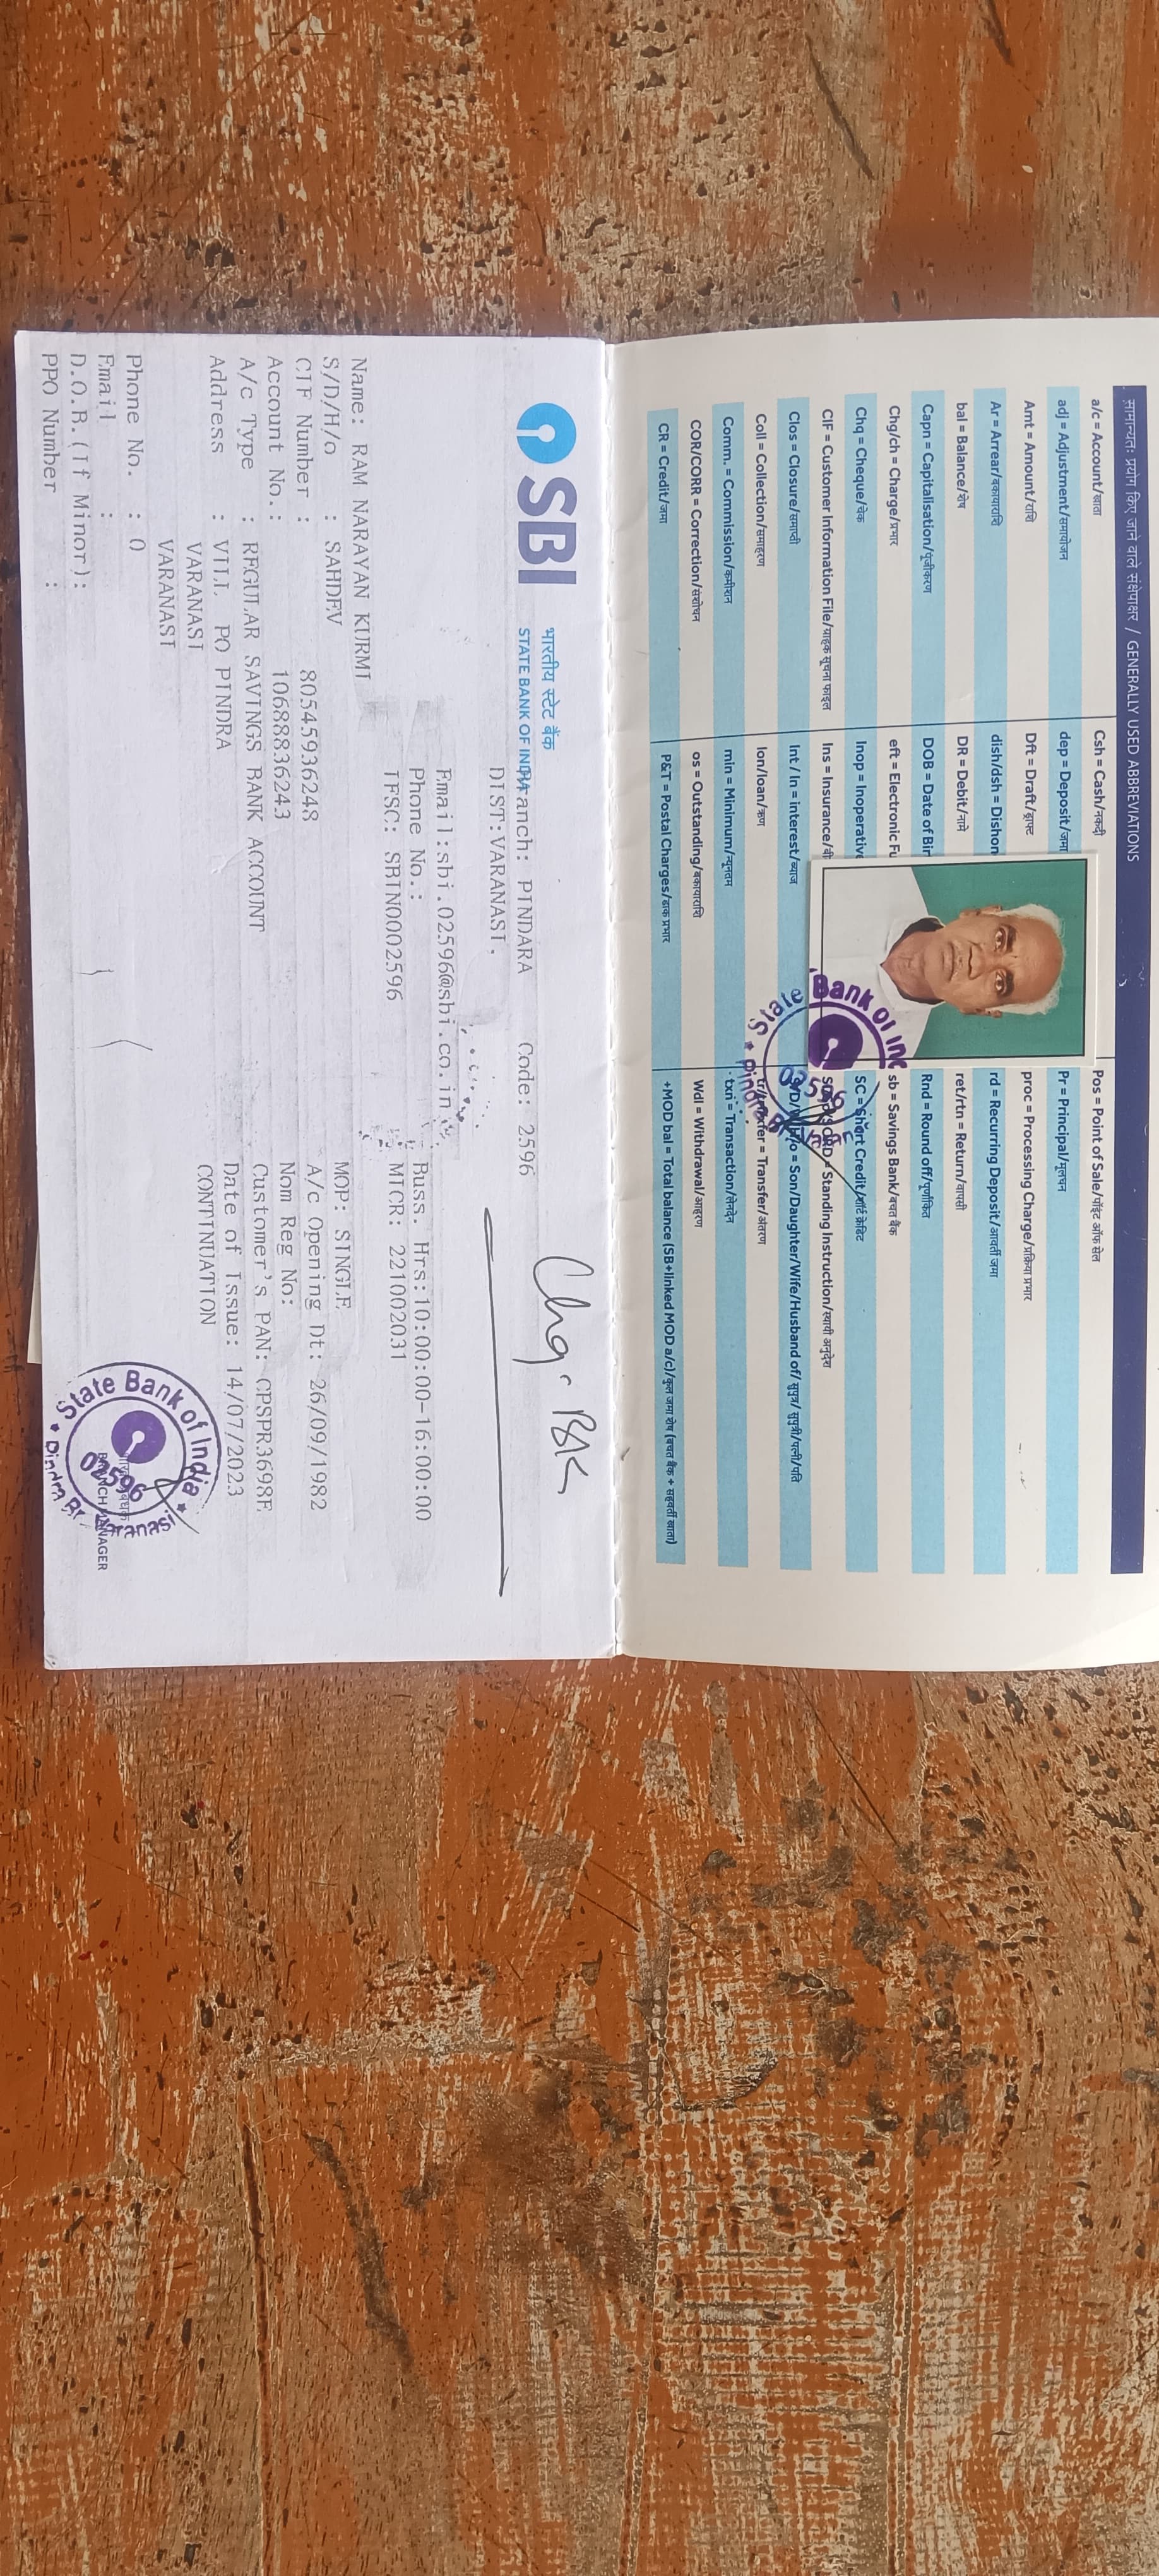 सामान्यतः प्रयोग किए जाने वाले संक्षेपाक्षर / GENERALLY USED ABBREVIATIONS
a/c = Account/खाता Csh = Cash/नकदी Pos = Point of Sale/पॉइंट ऑफ सेल
adj = Adjustment/समायोजन dep = Deposit/जमा Pr = Principal/मूलधन
Amt = Amount/राशि Dft = Draft/ड्राफ्ट proc = Processing Charge/प्रक्रिया प्रभार
Ar = Arrear/बकायाराशि dish/dsh = Dishon rd = Recurring Deposit/आवर्ती जमा
bal = Balance/शेष DR = Debit/नामे ret/rtn = Return/वापसी
Capn = Capitalisation/पूंजीकरण DOB = Date of Bir Rnd = Round off/पूर्णांकित
Chg/ch = Charge/प्रभार eft = Electronic Fu sb = Savings Bank/बचत बैंक
Chq = Cheque/चेक Inop = Inoperative SC = Short Credit/शॉर्ट क्रेडिट
CIF = Customer Information File/ग्राहक सूचना फाइल Ins = Insurance/बी = Standing Instruction/स्थायी अनुदेश
Clos = Closure/समाप्ती Int / In = interest/ब्याज = Son/Daughter/Wife/Husband of/ सुपुत्र/ सुपुत्री/पत्नी/पति
Coll = Collection/समाहरण lon/loan/ऋण = Transfer/अंतरण
Comm. = Commission/कमीशन min = Minimum/न्यूनतम txn = Transaction/लेनदेन
COR/CORR = Correction/संशोधन os = Outstanding/बकायाराशि Wdl = Withdrawal/आहरण
CR = Credit/जमा P&T = Postal Charges/डाक प्रभार +MOD bal = Total balance (SB+linked MOD a/c)/कुल जमा शेष (बचत बैंक + सहवर्ती खाता)
State Bank of Ind 02596 Pindra Br. Varanasi
SBI भारतीय स्टेट बैंक Chq. BK
STATE BANK OF INDIA Branch: PINDARA Code: 2596
DIST:VARANASI.
Email:sbi.02596@sbi.co.in
Phone No.: Buss. Hrs:10:00:00-16:00:00
IFSC: SBIN0002596 MICR: 221002031
Name: RAM NARAYAN KURMI
S/D/H/o : SAHDEV MOP: SINGLE
CIF Number : 80545936248 A/c Opening Dt: 26/09/1982
Account No.: 10688836243 Nom Reg No:
A/c Type : REGULAR SAVINGS BANK ACCOUNT Customer's PAN: CPSPR3698E
Address : VILL PO PINDRA Date of Issue: 14/07/2023
VARANASI CONTINUATION
VARANASI
Phone No. : 0
Email :
D.O.B.(If Minor):
PPO Number :
State Bank of India 02596 Pindra Br. Varanasi
BRANCH MANAGER